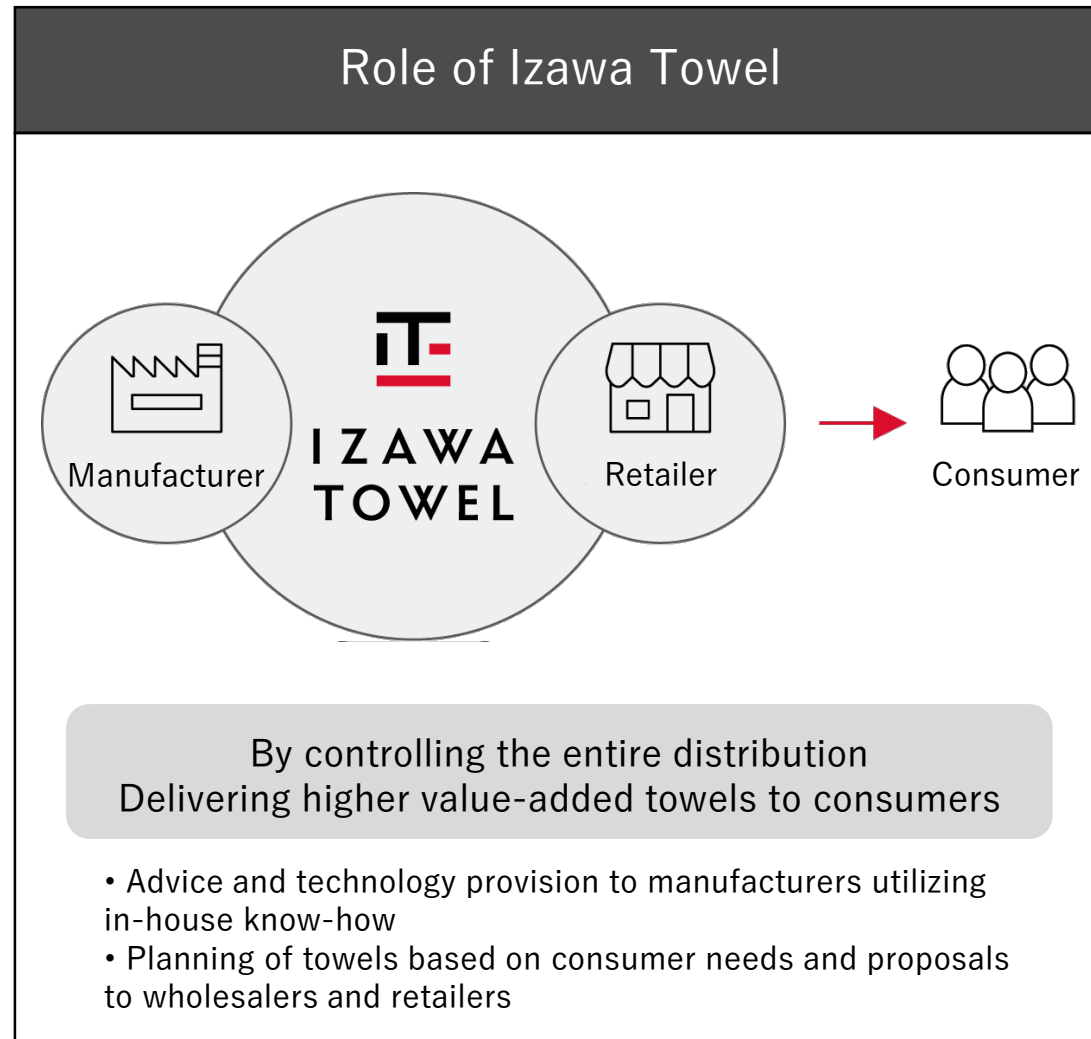 Role of Izawa Towel
iTE
IZAWA
TOWEL
Manufacturer
Retailer
Consumer
By controlling the entire distribution
Delivering higher value-added towels to consumers
• Advice and technology provision to manufacturers utilizing
in-house know-how
• Planning of towels based on consumer needs and proposals
to wholesalers and retailers